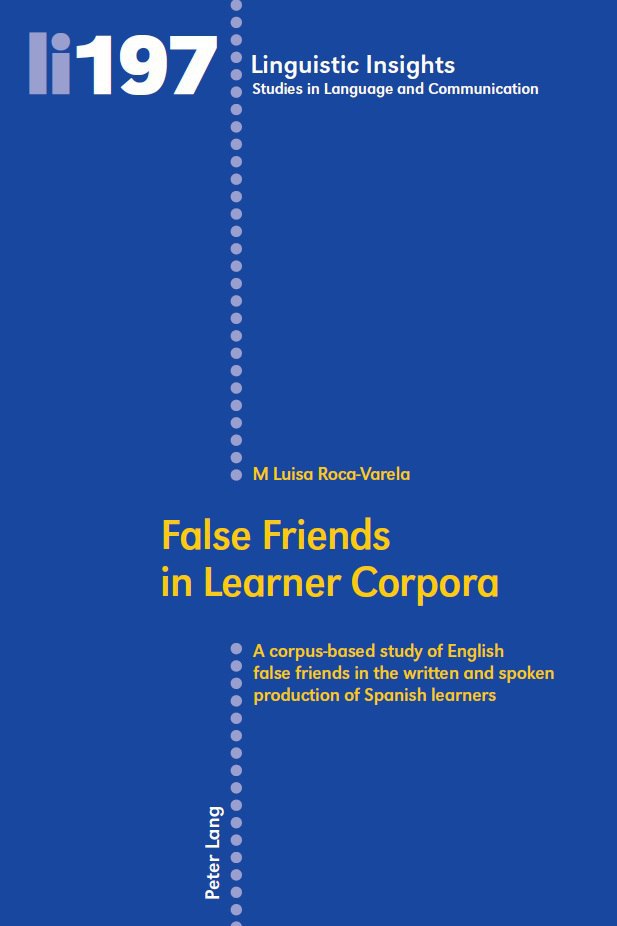 li197
Linguistic Insights
Studies in Language and Communication
M Luisa Roca-Varela
False Friends
in Learner Corpora
A corpus-based study of English
false friends in the written and spoken
production of Spanish learners
Peter Lang